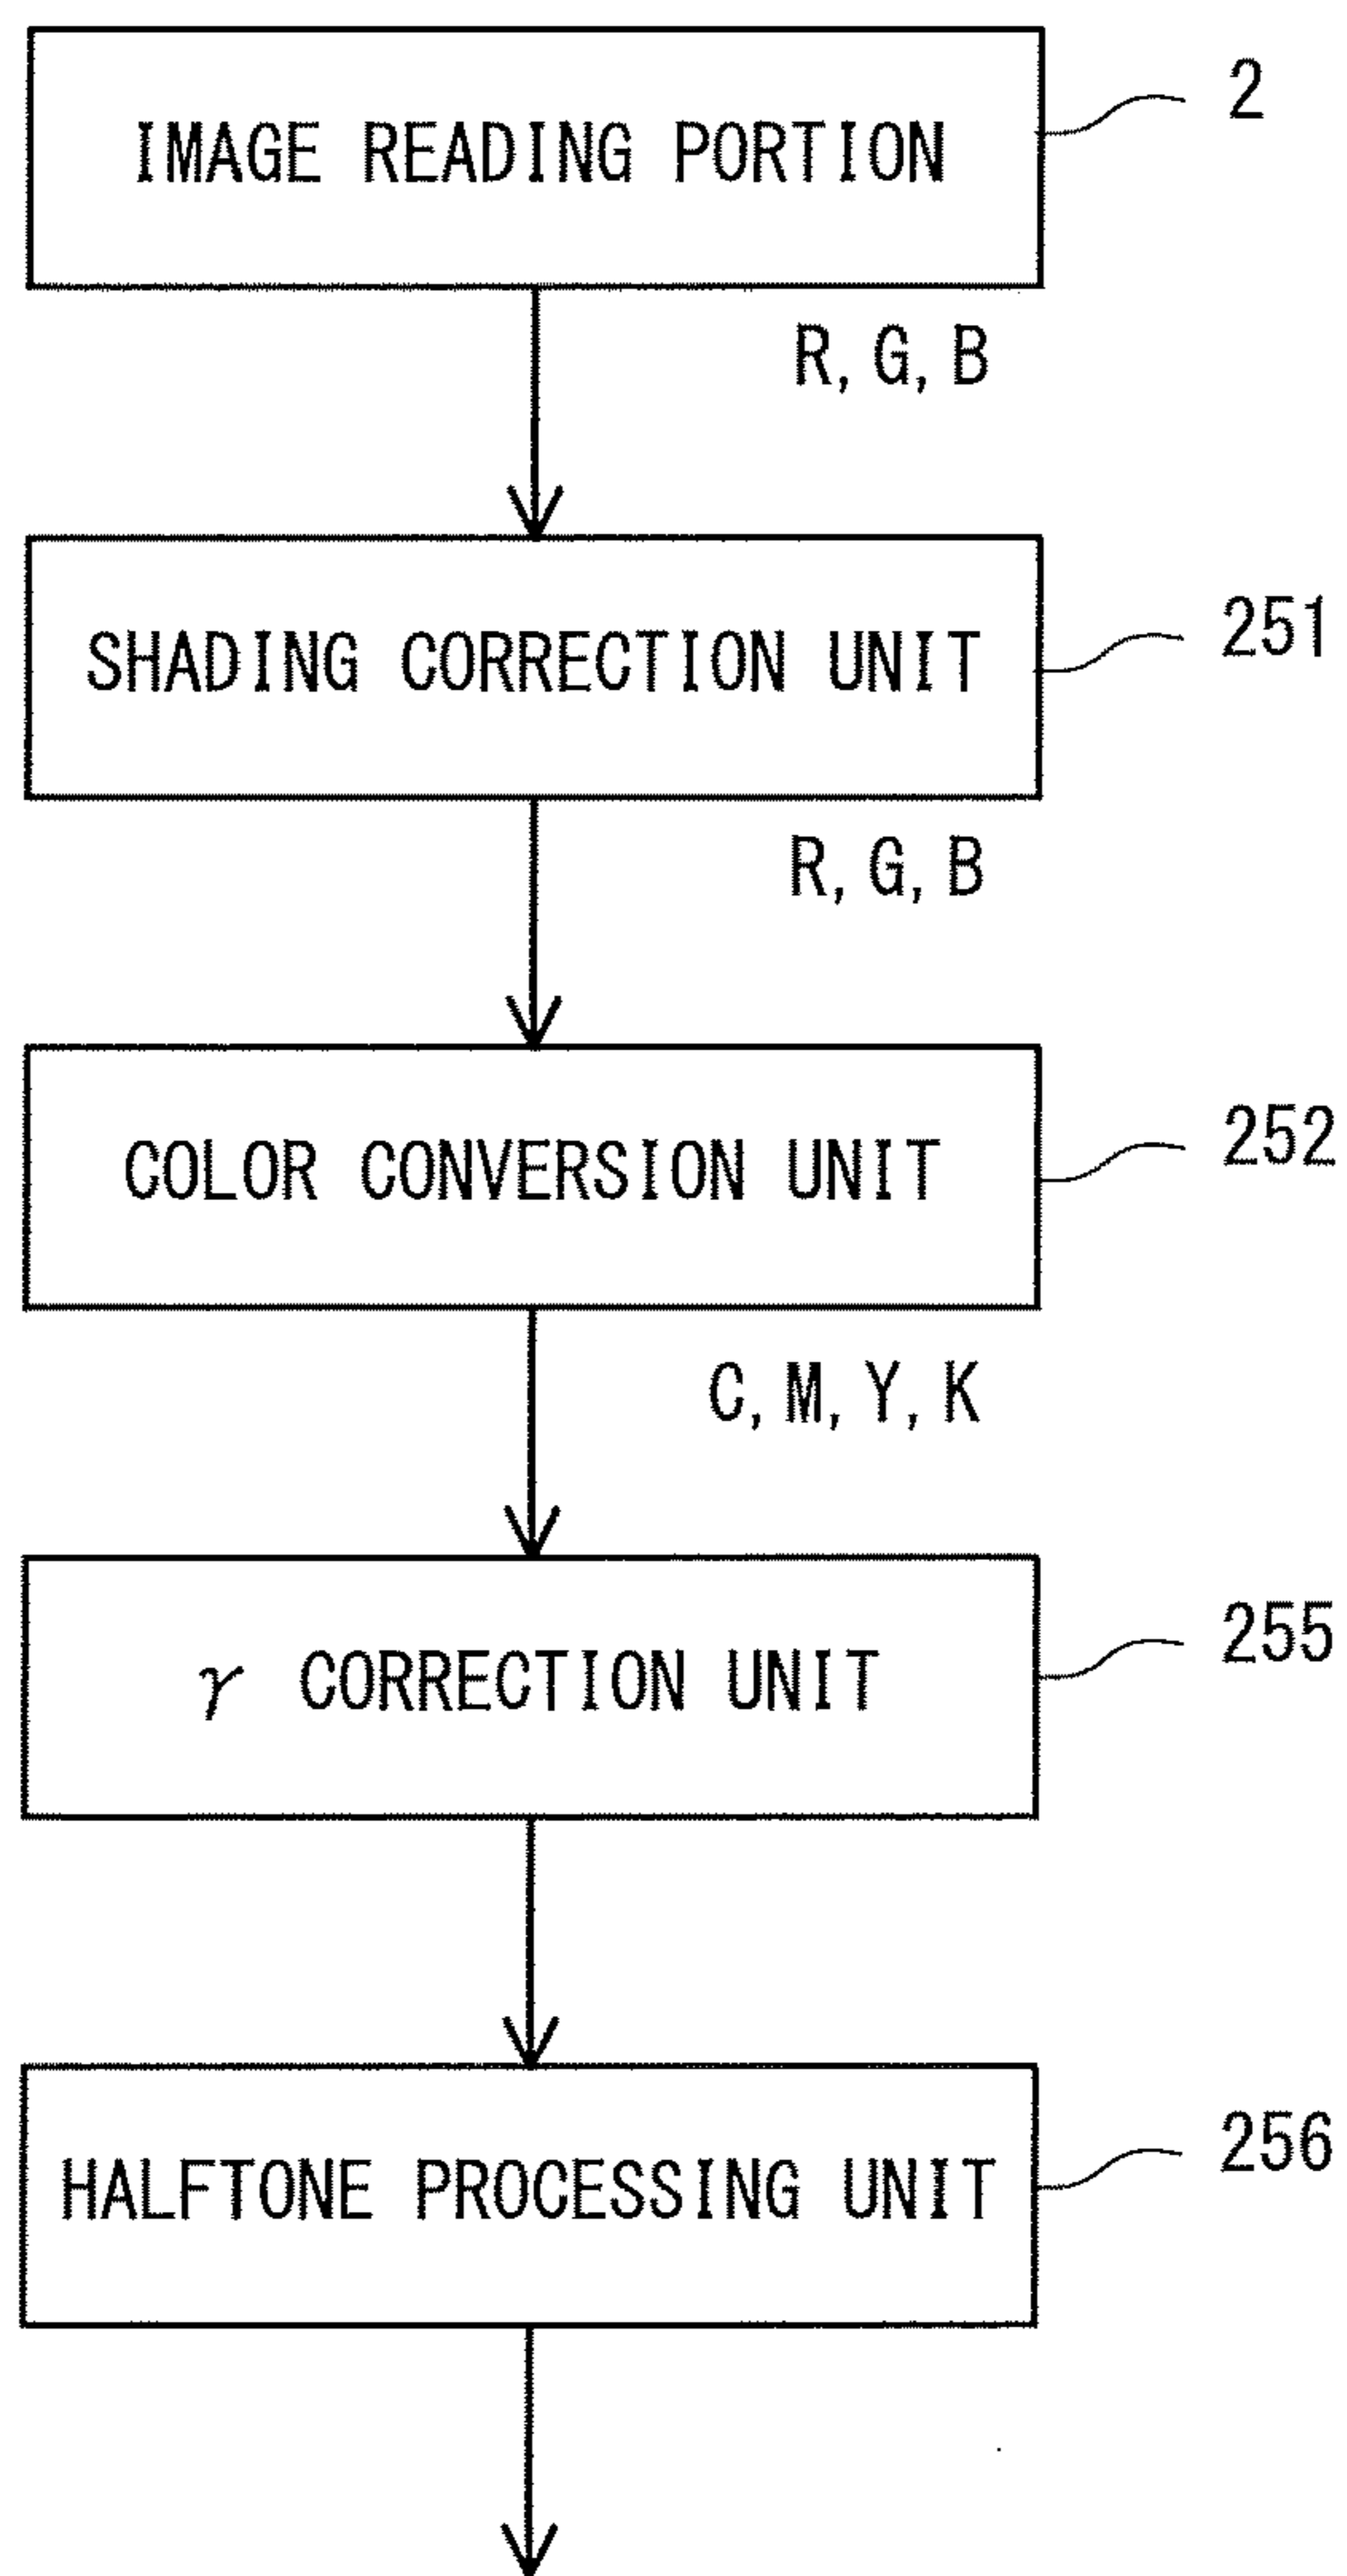 IMAGE READING PORTION
2
R, G, B
SHADING CORRECTION UNIT
251
R, G, B
COLOR CONVERSION UNIT
252
C, M, Y, K
γ CORRECTION UNIT
255
HALFTONE PROCESSING UNIT
256